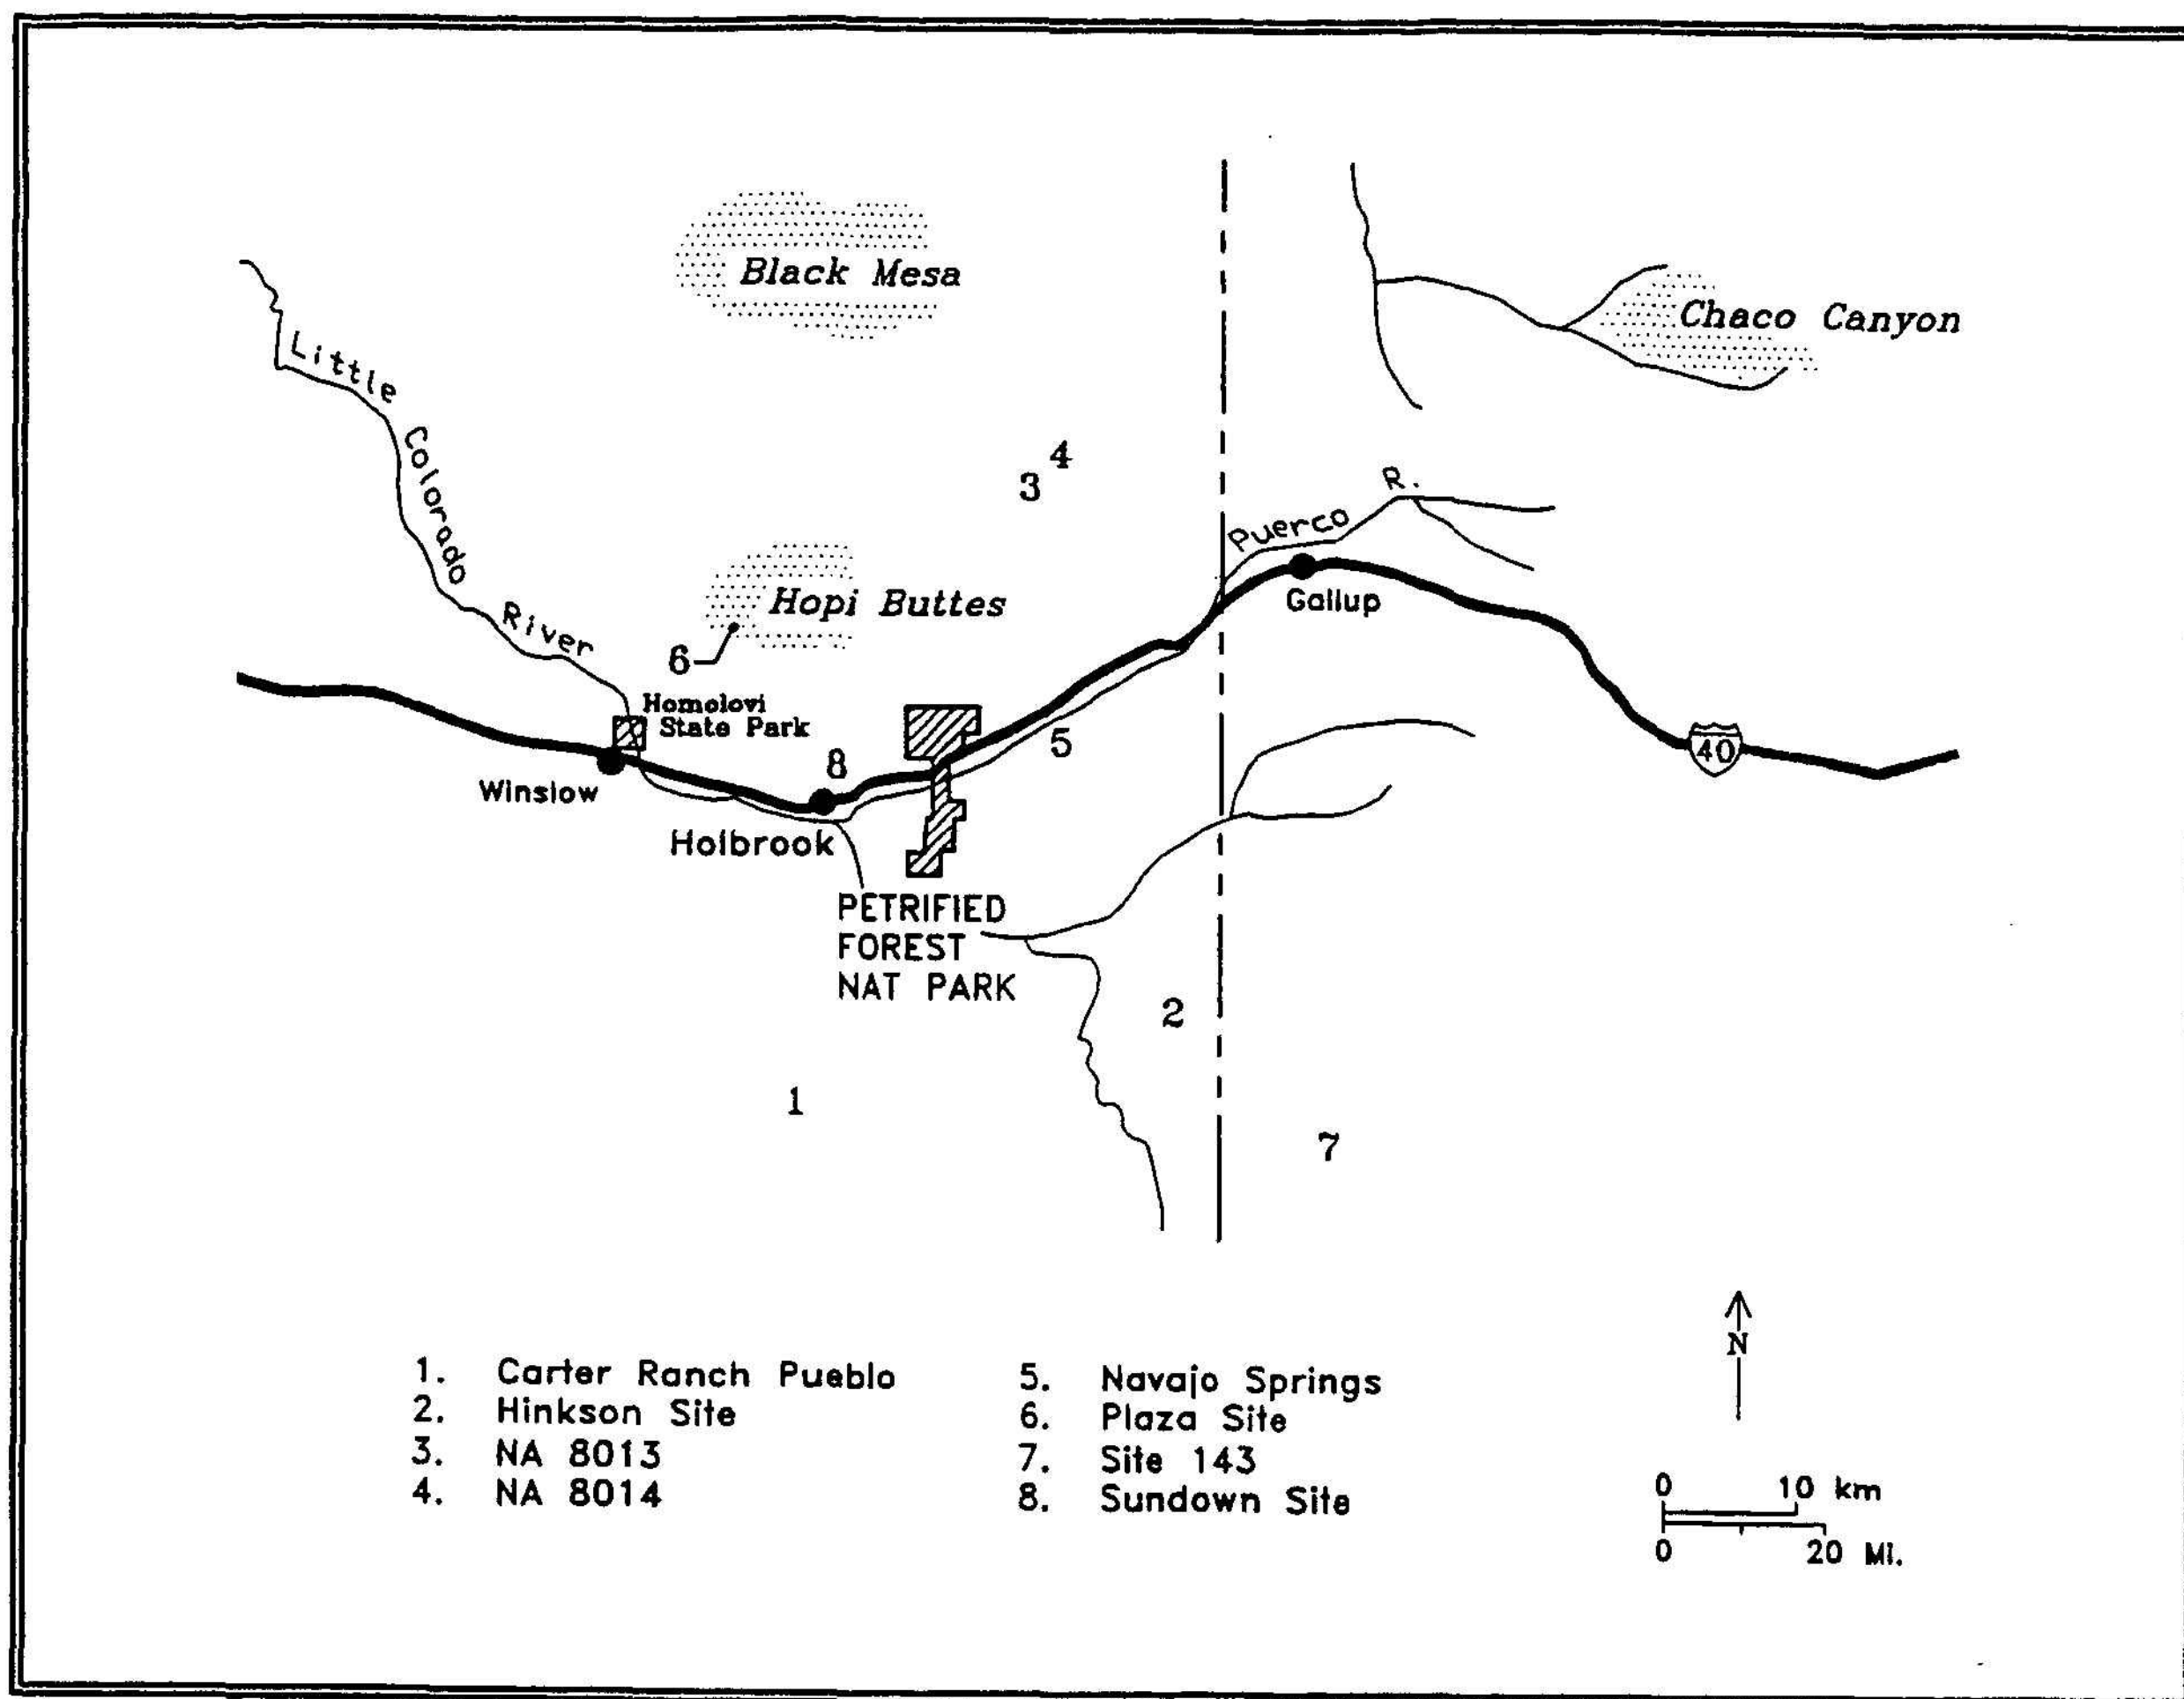 Black Mesa
Chaco Canyon
Little
Colorado
River
4
3
Puerco R.
Gallup
Hopi Buttes
6
Homolovi
State Park
40
5
8
Winslow
Holbrook
PETRIFIED
FOREST
NAT PARK
2
1
7
N
1. Carter Ranch Pueblo
2. Hinkson Site
3. NA 8013
4. NA 8014
5. Navajo Springs
6. Plaza Site
7. Site 143
8. Sundown Site
0 10 km
0 20 MI.